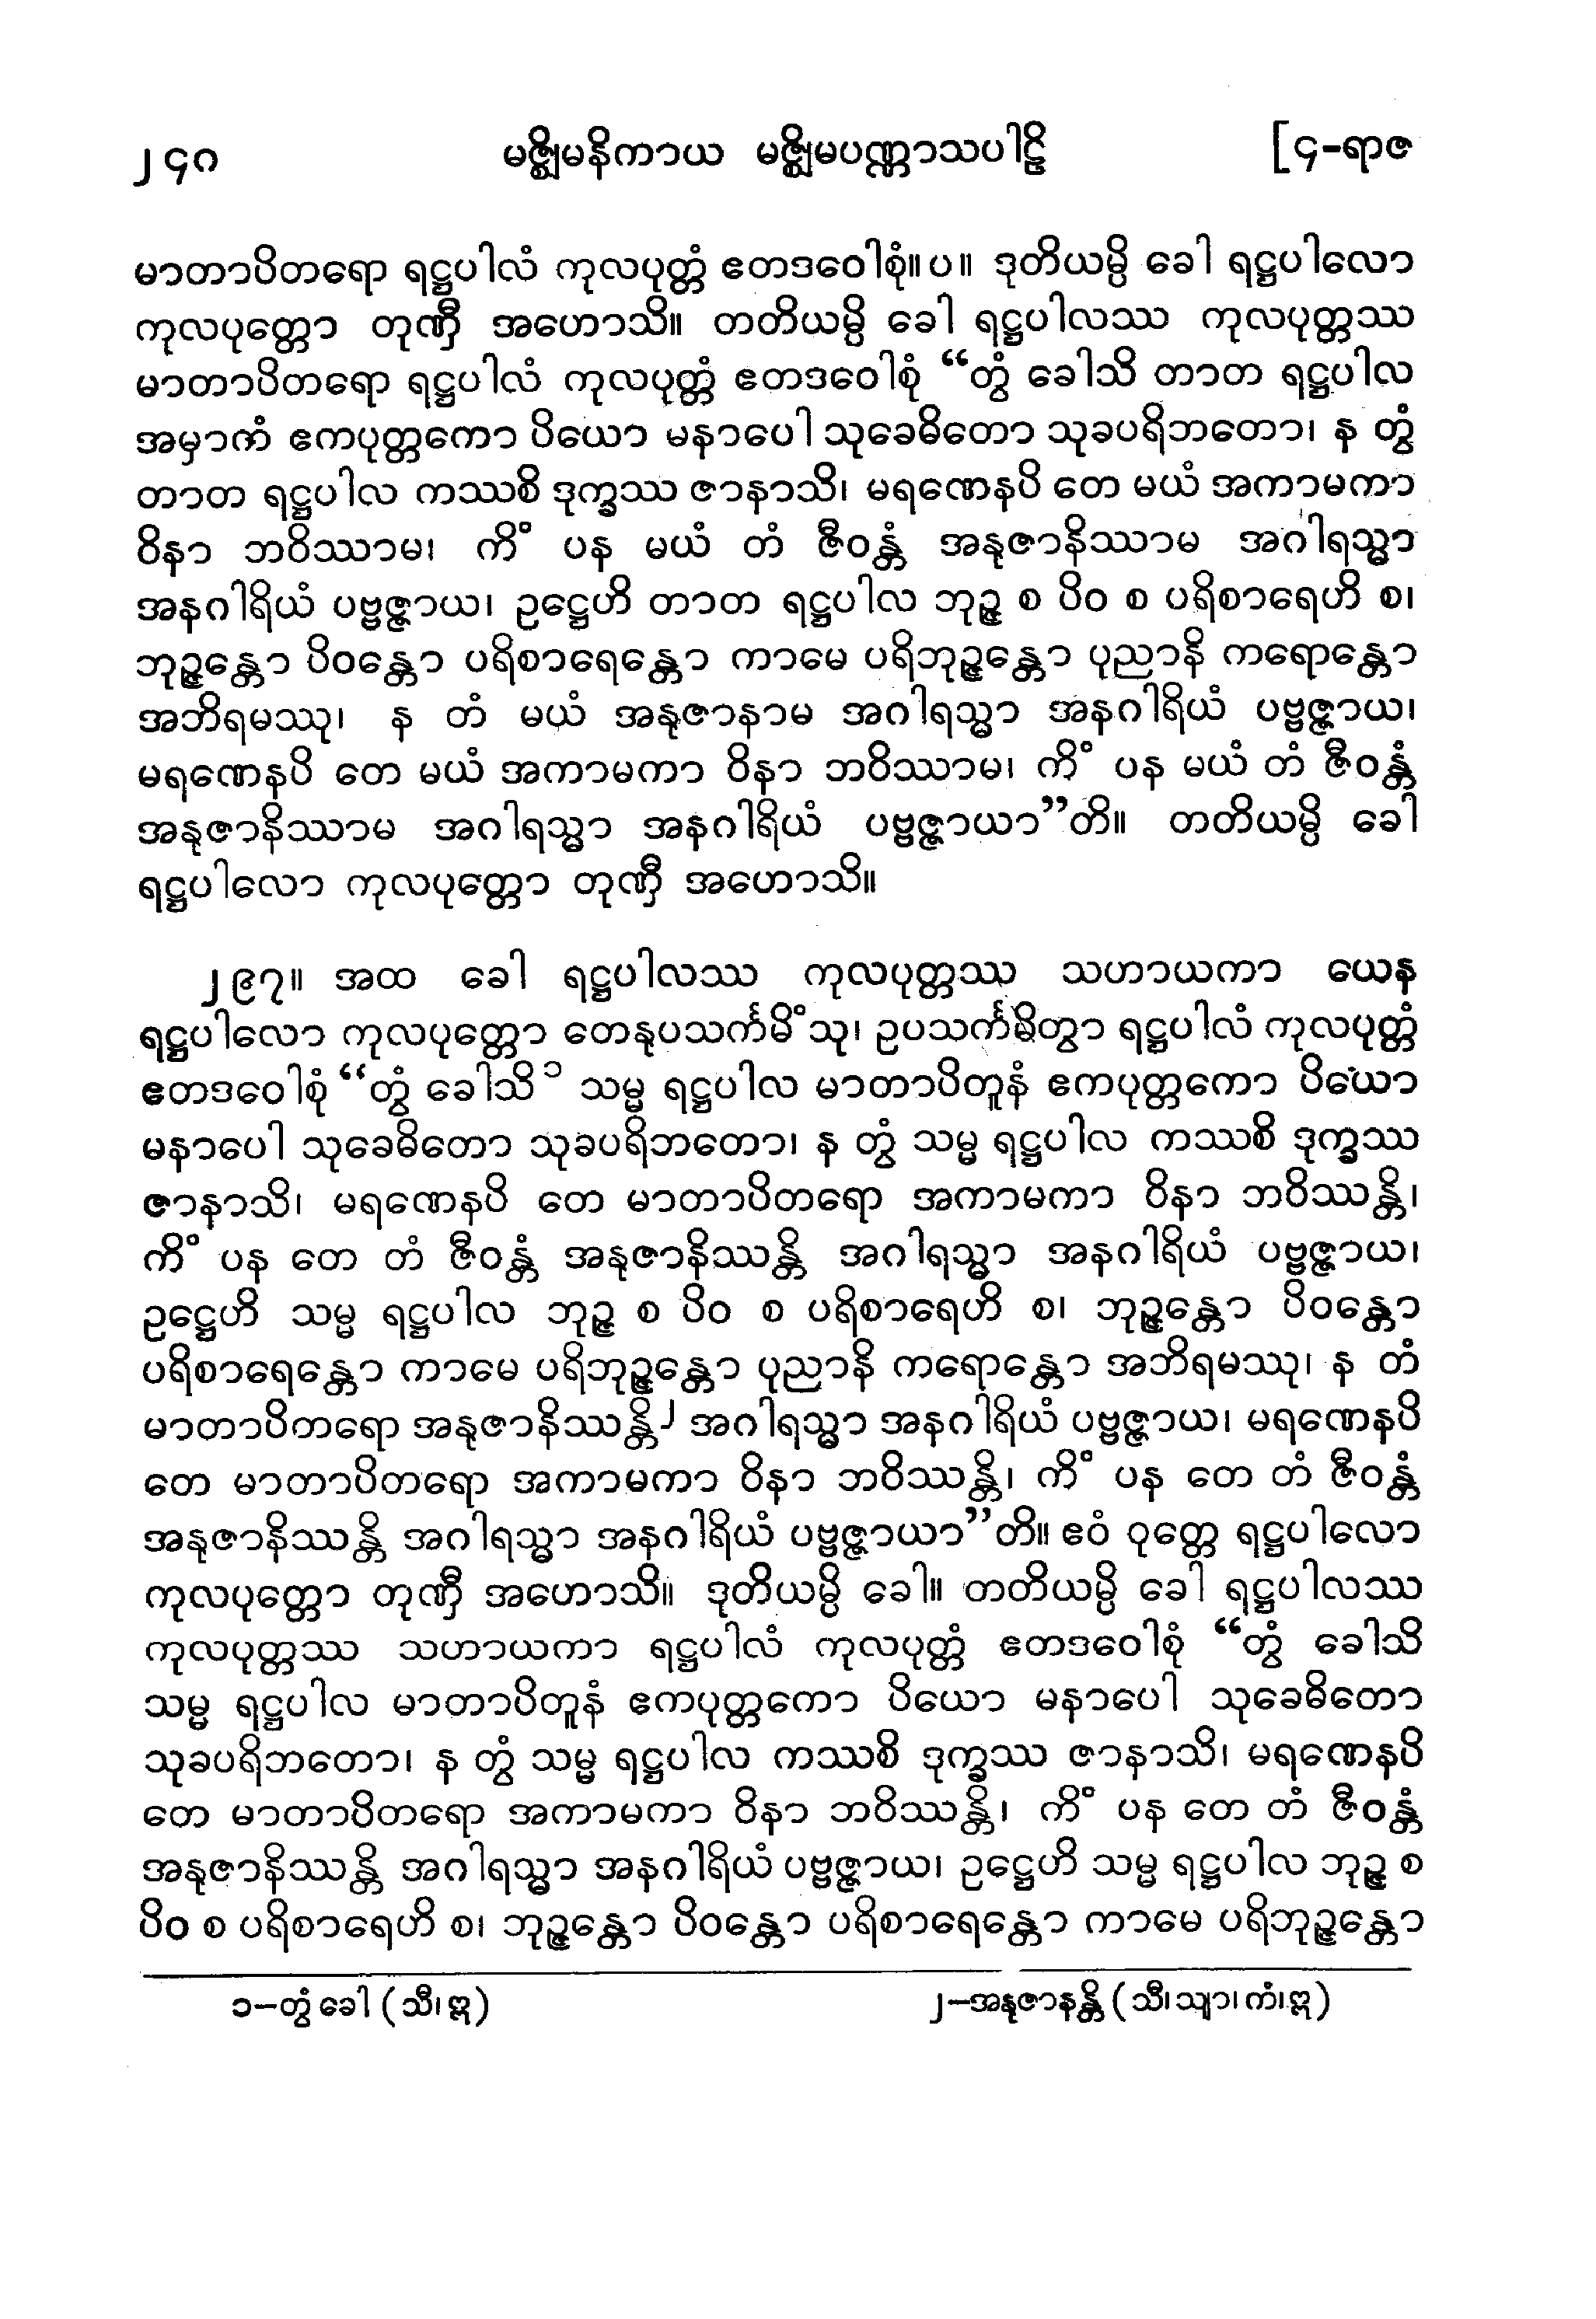 ၂၄၈ မဇ္ဈိမနိကာယ မဇ္ဈိမပဏ္ဏာသပါဠိ [၄-ရာဇ
မာတာပိတရော ရဋ္ဌပါလံ ကုလပုတ္တံ ဧတဒဝေါစုံ။ပ။ ဒုတိယမ္ပိ ခေါ ရဋ္ဌပါလော
ကုလပုတ္တော တုဏှီ အဟောသိ။ တတိယမ္ပိ ခေါ ရဋ္ဌပါလဿ ကုလပုတ္တဿ
မာတာပိတရော ရဋ္ဌပါလံ ကုလပုတ္တံ ဧတဒဝေါစုံ “တွံ ခေါသိ တာတ ရဋ္ဌပါလ
အမှာကံ ဧကပုတ္တကော ပိယော မနာပေါ သုခေဓိတော သုခပရိဘတော၊ န တွံ
တာတ ရဋ္ဌပါလ ကဿစိ ဒုက္ခဿ ဇာနာသိ၊ မရဏေနပိ တေ မယံ အကာမကာ
ဝိနာ ဘဝိဿာမ၊ ကိံ ပန မယံ တံ ဇီဝန္တံ အနုဇာနိဿာမ အဂါရသ္မာ
အနဂါရိယံ ပဗ္ဗဇ္ဇာယ၊ ဥဋ္ဌေဟိ တာတ ရဋ္ဌပါလ ဘုဉ္ဇ စ ပိဝ စ ပရိစာရေဟိ စ၊
ဘုဉ္ဇန္တော ပိဝန္တော ပရိစာရေန္တော ကာမေ ပရိဘုဉ္ဇန္တော ပုညာနိ ကရောန္တော
အဘိရမဿု၊ န တံ မယံ အနုဇာနာမ အဂါရသ္မာ အနဂါရိယံ ပဗ္ဗဇ္ဇာယ၊
မရဏေနပိ တေ မယံ အကာမကာ ဝိနာ ဘဝိဿာမ၊ ကိံ ပန မယံ တံ ဇီဝန္တံ
အနုဇာနိဿာမ အဂါရသ္မာ အနဂါရိယံ ပဗ္ဗဇ္ဇာယာ”တိ။ တတိယမ္ပိ ခေါ
ရဋ္ဌပါလော ကုလပုတ္တော တုဏှီ အဟောသိ။
၂၉၇။ အထ ခေါ ရဋ္ဌပါလဿ ကုလပုတ္တဿ သဟာယကာ ယေန
ရဋ္ဌပါလော ကုလပုတ္တော တေနုပသင်္ကမိံသု၊ ဥပသင်္ကမိတွာ ရဋ္ဌပါလံ ကုလပုတ္တံ
ဧတဒဝေါစုံ “တွံ ခေါသိ ၁ သမ္မ ရဋ္ဌပါလ မာတာပိတူနံ ဧကပုတ္တကော ပိယော
မနာပေါ သုခေဓိတော သုခပရိဘတော၊ န တွံ သမ္မ ရဋ္ဌပါလ ကဿစိ ဒုက္ခဿ
ဇာနာသိ၊ မရဏေနပိ တေ မာတာပိတရော အကာမကာ ဝိနာ ဘဝိဿန္တိ၊
ကိံ ပန တေ တံ ဇီဝန္တံ အနုဇာနိဿန္တိ အဂါရသ္မာ အနဂါရိယံ ပဗ္ဗဇ္ဇာယ၊
ဥဋ္ဌေဟိ သမ္မ ရဋ္ဌပါလ ဘုဉ္ဇ စ ပိဝ စ ပရိစာရေဟိ စ၊ ဘုဉ္ဇန္တော ပိဝန္တော
ပရိစာရေန္တော ကာမေ ပရိဘုဉ္ဇန္တော ပုညာနိ ကရောန္တော အဘိရမဿု၊ န တံ
မာတာပိတရော အနုဇာနိဿန္တိ၂ အဂါရသ္မာ အနဂါရိယံ ပဗ္ဗဇ္ဇာယ၊ မရဏေနပိ
တေ မာတာပိတရော အကာမကာ ဝိနာ ဘဝိဿန္တိ၊ ကိံ ပန တေ တံ ဇီဝန္တံ
အနုဇာနိဿန္တိ အဂါရသ္မာ အနဂါရိယံ ပဗ္ဗဇ္ဇာယာ”တိ။ ဧဝံ ဝုတ္တေ ရဋ္ဌပါလော
ကုလပုတ္တော တုဏှီ အဟောသိ။ ဒုတိယမ္ပိ ခေါ။ တတိယမ္ပိ ခေါ ရဋ္ဌပါလဿ
ကုလပုတ္တဿ သဟာယကာ ရဋ္ဌပါလံ ကုလပုတ္တံ ဧတဒဝေါစုံ “တွံ ခေါသိ
သမ္မ ရဋ္ဌပါလ မာတာပိတူနံ ဧကပုတ္တကော ပိယော မနာပေါ သုခေဓိတော
သုခပရိဘတော၊ န တွံ သမ္မ ရဋ္ဌပါလ ကဿစိ ဒုက္ခဿ ဇာနာသိ၊ မရဏေနပိ
တေ မာတာပိတရော အကာမကာ ဝိနာ ဘဝိဿန္တိ၊ ကိံ ပန တေ တံ ဇီဝန္တံ
အနုဇာနိဿန္တိ အဂါရသ္မာ အနဂါရိယံ ပဗ္ဗဇ္ဇာယ၊ ဥဋ္ဌေဟိ သမ္မ ရဋ္ဌပါလ ဘုဉ္ဇ စ
ပိဝ စ ပရိစာရေဟိ စ၊ ဘုဉ္ဇန္တော ပိဝန္တော ပရိစာရေန္တော ကာမေ ပရိဘုဉ္ဇန္တော
၁–တွံ ခေါ (သီ၊ ဣ) ၂–အနုဇာနန္တိ (သီ၊ သျာ၊ ကံ၊ ဣ)